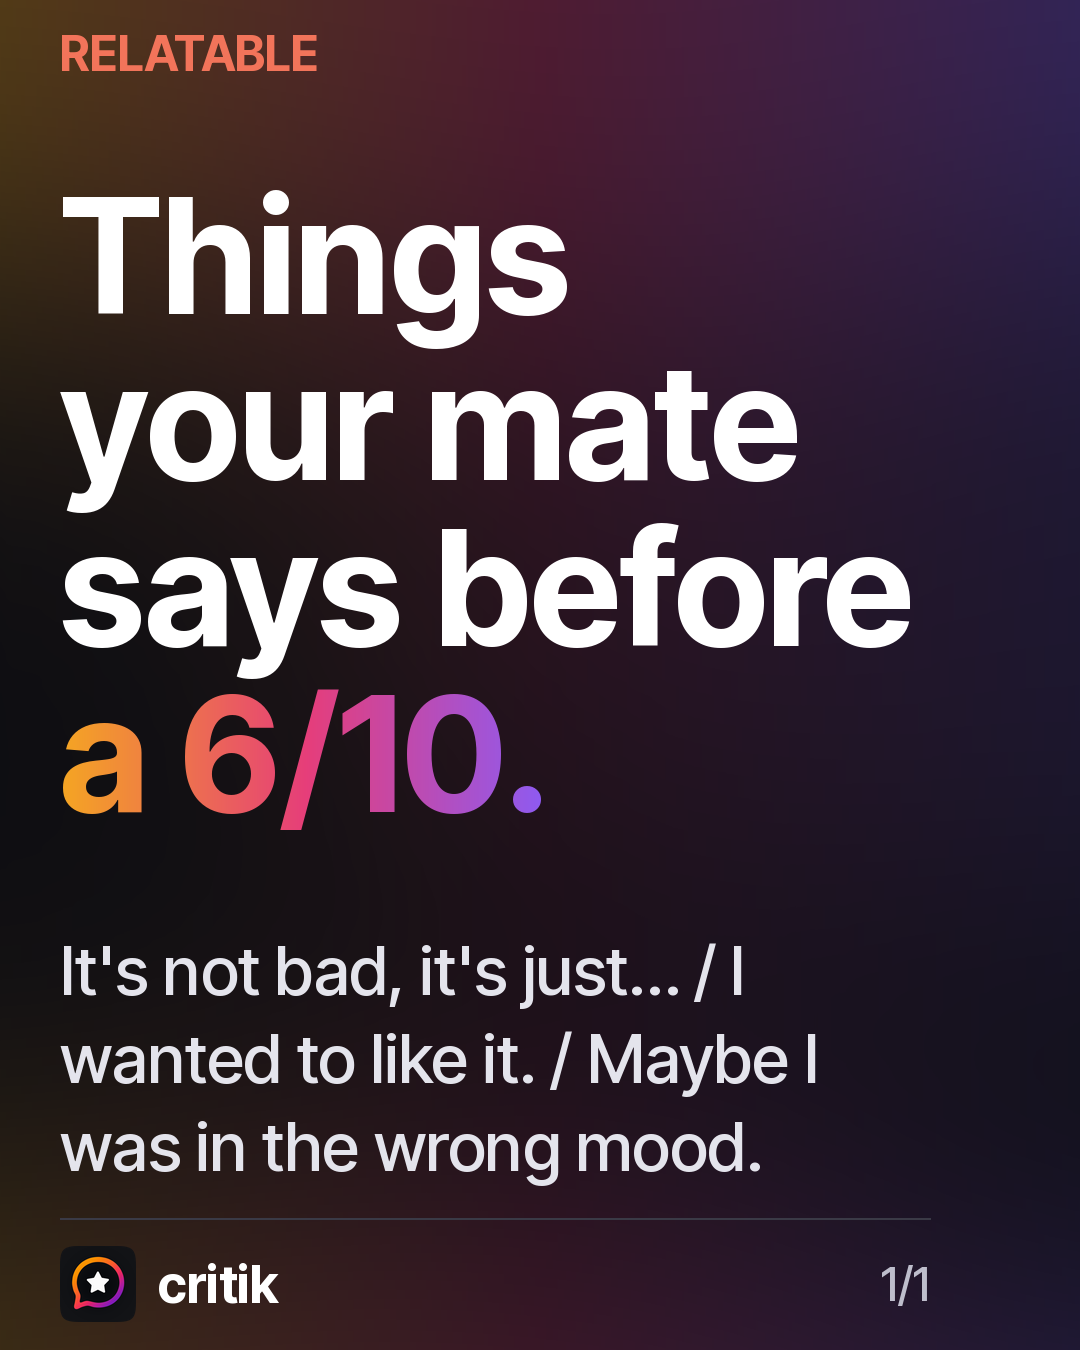 RELATABLE
Things
your mate
says before
a 6/10.
It's not bad, it's just... / I
wanted to like it. / Maybe I
was in the wrong mood.
critik
1/1